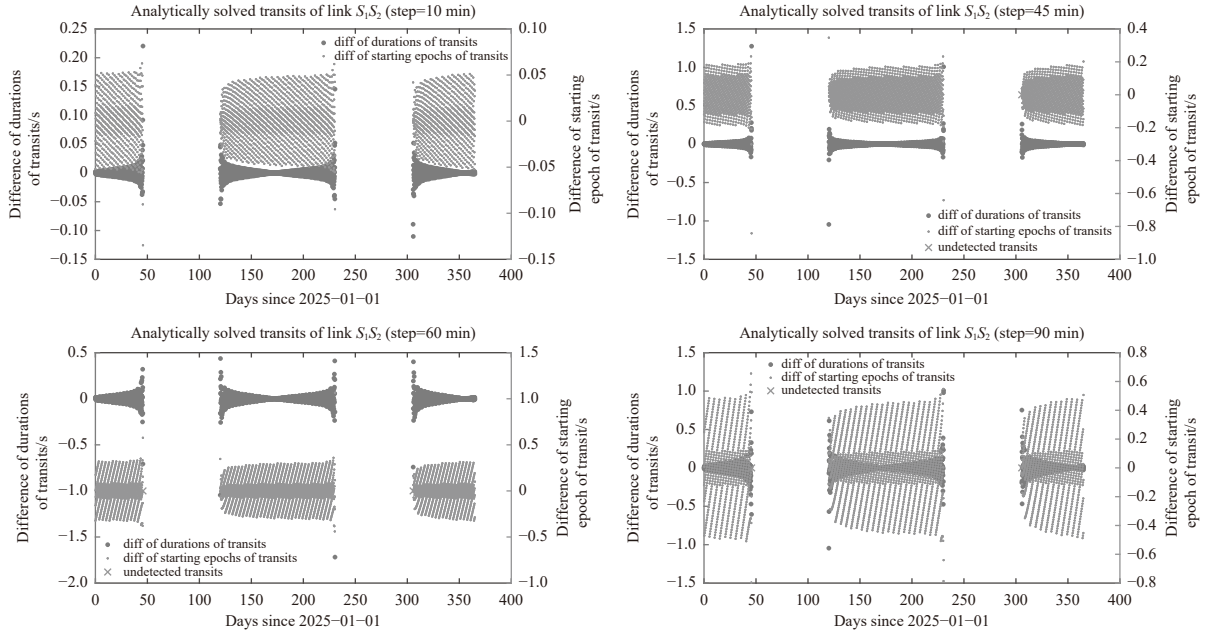 Analytically solved transits of link S₁S₂ (step=10 min)
0.25
0.20
0.15
0.10
0.05
0
−0.05
−0.10
−0.15
0.10
0.05
0
−0.05
−0.10
−0.15
diff of durations of transits
diff of starting epochs of transits
Difference of durations
of transits/s
Difference of starting
epoch of transit/s
0 50 100 150 200 250 300 350 400
Days since 2025−01−01
Analytically solved transits of link S₁S₂ (step=45 min)
1.5
1.0
0.5
0
−0.5
−1.0
−1.5
0.4
0.2
0
−0.2
−0.4
−0.6
−0.8
−1.0
Difference of durations
of transits/s
Difference of starting
epoch of transit/s
diff of durations of transits
diff of starting epochs of transits
undetected transits
0 50 100 150 200 250 300 350 400
Days since 2025−01−01
Analytically solved transits of link S₁S₂ (step=60 min)
0.5
0
−0.5
−1.0
−1.5
−2.0
1.5
1.0
0.5
0
−0.5
−1.0
Difference of durations
of transits/s
Difference of starting
epoch of transit/s
diff of durations of transits
diff of starting epochs of transits
undetected transits
0 50 100 150 200 250 300 350 400
Days since 2025−01−01
Analytically solved transits of link S₁S₂ (step=90 min)
1.5
1.0
0.5
0
−0.5
−1.0
−1.5
0.8
0.6
0.4
0.2
0
−0.2
−0.4
−0.6
−0.8
diff of durations of transits
diff of starting epochs of transits
undetected transits
Difference of durations
of transits/s
Difference of starting
epoch of transit/s
0 50 100 150 200 250 300 350 400
Days since 2025−01−01